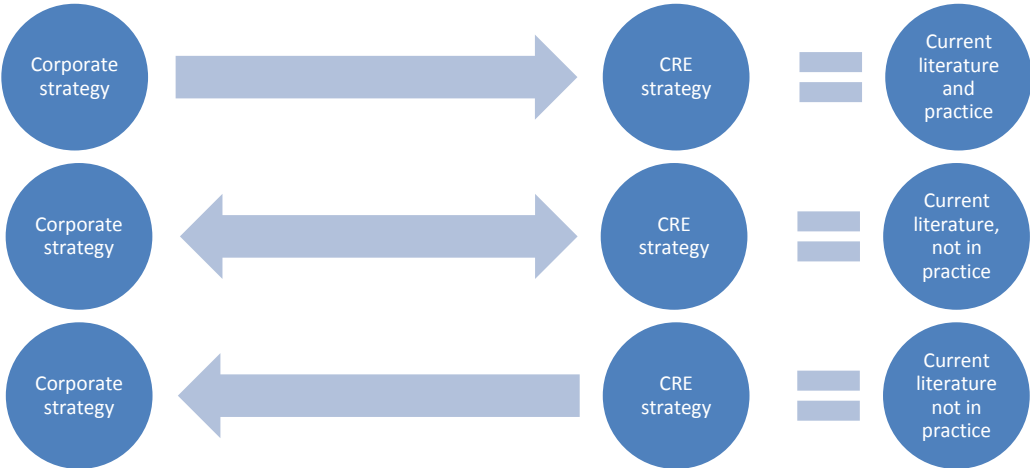 Corporate
strategy
CRE
strategy
Current
literature
and
practice
Corporate
strategy
CRE
strategy
Current
literature,
not in
practice
Corporate
strategy
CRE
strategy
Current
literature
not in
practice